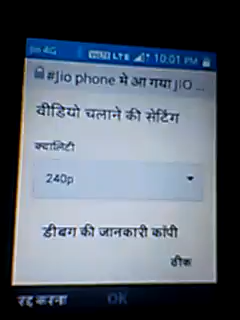 Jio 4G VoLTE LTE 10:01 PM
#Jio phone मे आ गया JIO ...
वीडियो चलाने की सेटिंग
क्वालिटी
240p
डीबग की जानकारी कॉपी
ठीक
रद्द करना OK